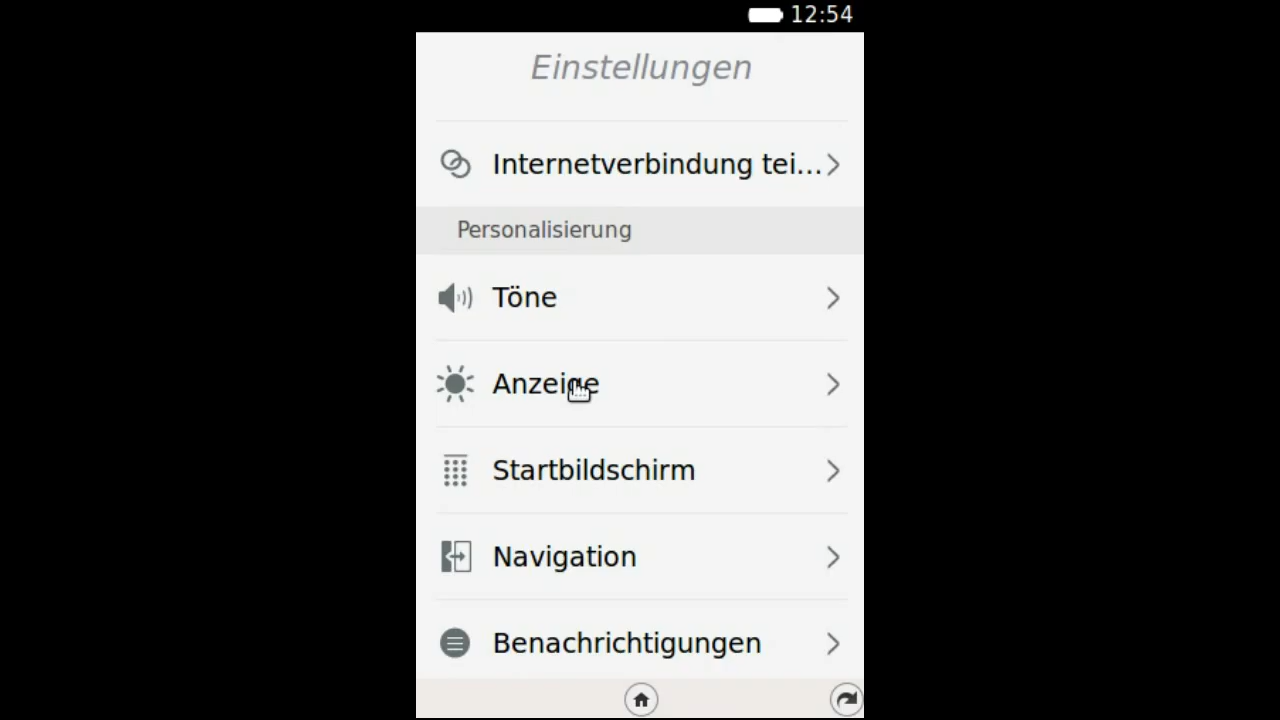 12:54
Einstellungen
Internetverbindung tei...
Personalisierung
Töne
Anzeige
Startbildschirm
Navigation
Benachrichtigungen